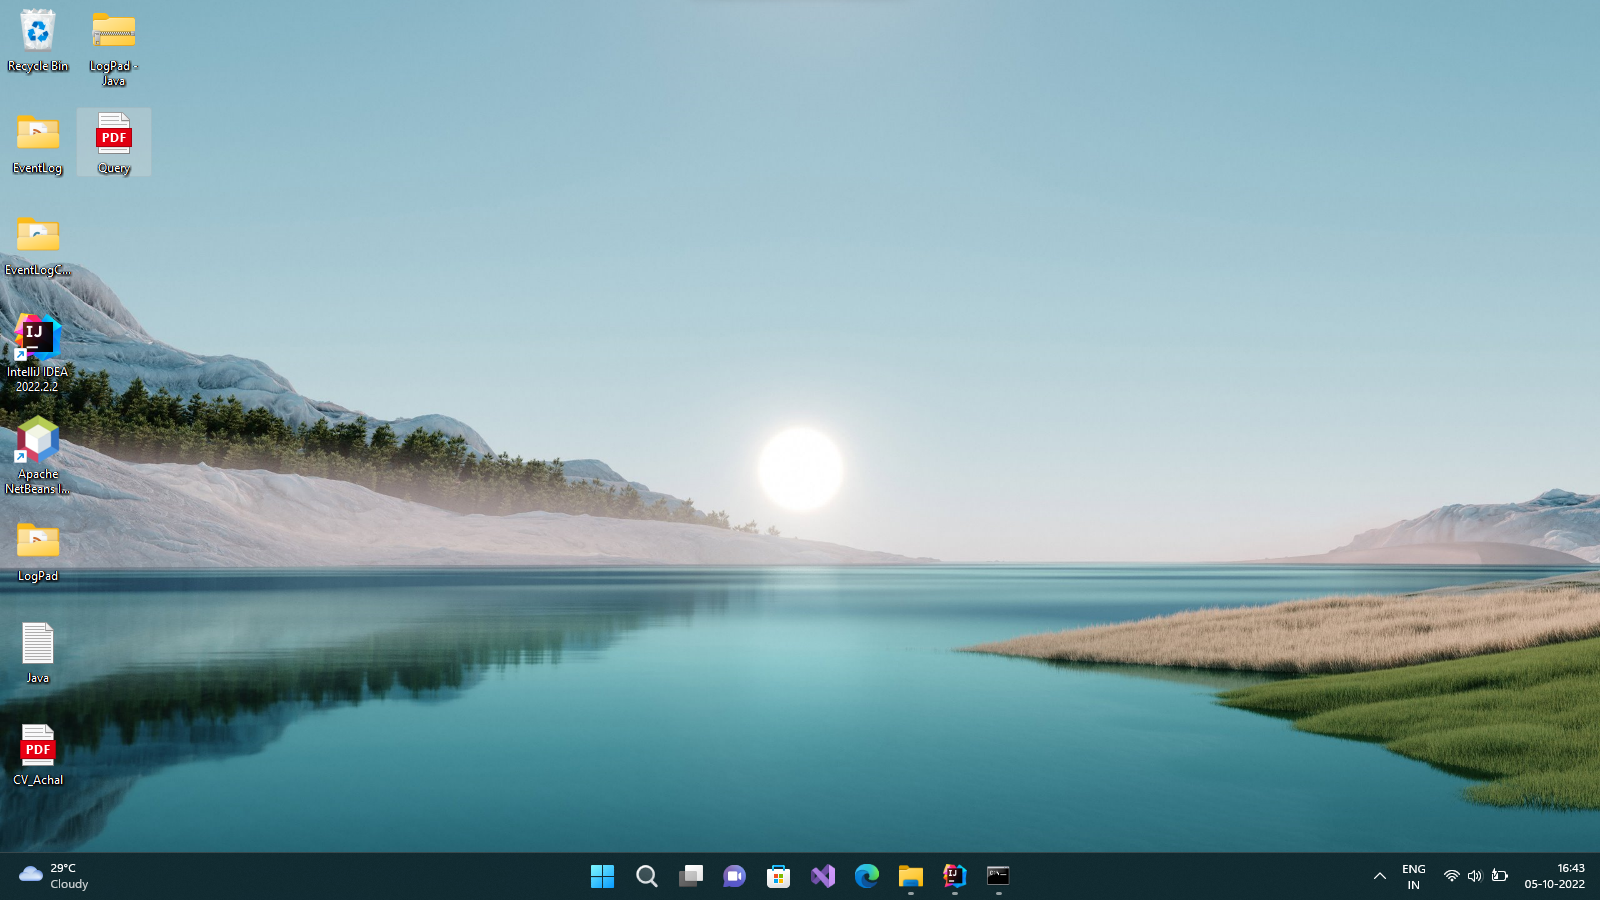 Recycle Bin
LogPad -
Java
EventLog
PDF
Query
EventLogC...
IJ
IntelliJ IDEA
2022.2.2
Apache
NetBeans I...
LogPad
Java
PDF
CV_Achal
29°C
Cloudy
IJ
ENG
IN
16:43
05-10-2022